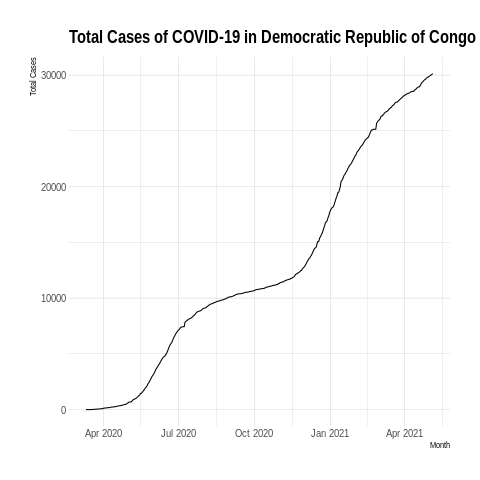 Total Cases of COVID-19 in Democratic Republic of Congo
Total Cases
30000
20000
10000
0
Apr 2020 Jul 2020 Oct 2020 Jan 2021 Apr 2021
Month